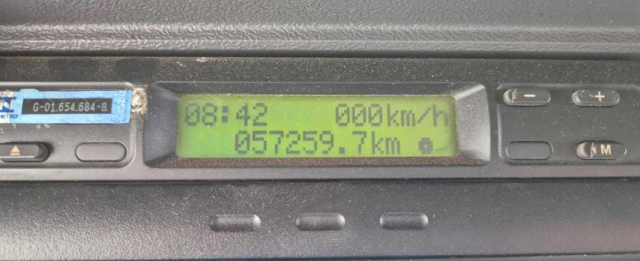 G-01.654.684-8
08:42 000km/h
057259.7km
- +
M